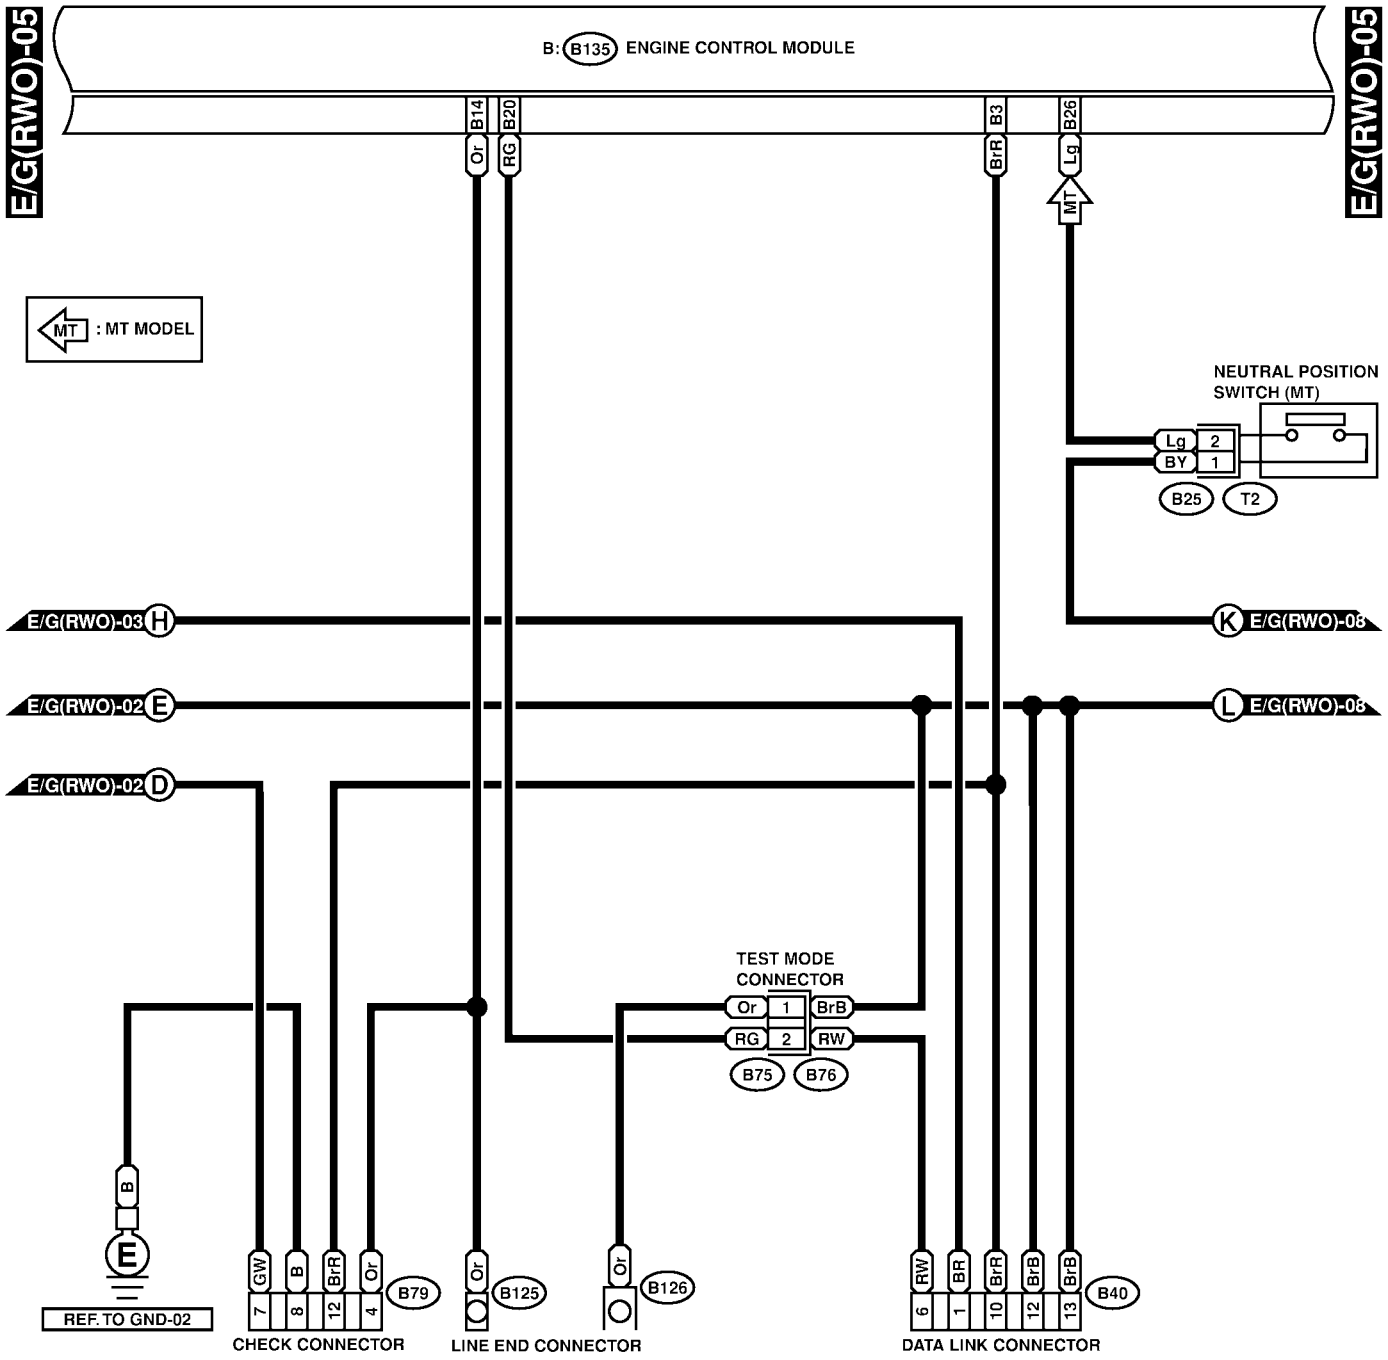 E/G(RWO)-05
E/G(RWO)-05
B: B135 ENGINE CONTROL MODULE
B14 B20 B3 B26
Or RG BrR Lg
MT
MT : MT MODEL
NEUTRAL POSITION
SWITCH (MT)
Lg 2
BY 1
B25 T2
E/G(RWO)-03 H
K E/G(RWO)-08
E/G(RWO)-02 E
L E/G(RWO)-08
E/G(RWO)-02 D
TEST MODE
CONNECTOR
Or 1 BrB
RG 2 RW
B75 B76
B
E
REF. TO GND-02
GW B BrR Or
7 8 12 4
B79
CHECK CONNECTOR
Or
B125
Or
B126
LINE END CONNECTOR
RW BR BrR BrB BrB
6 1 10 12 13
B40
DATA LINK CONNECTOR